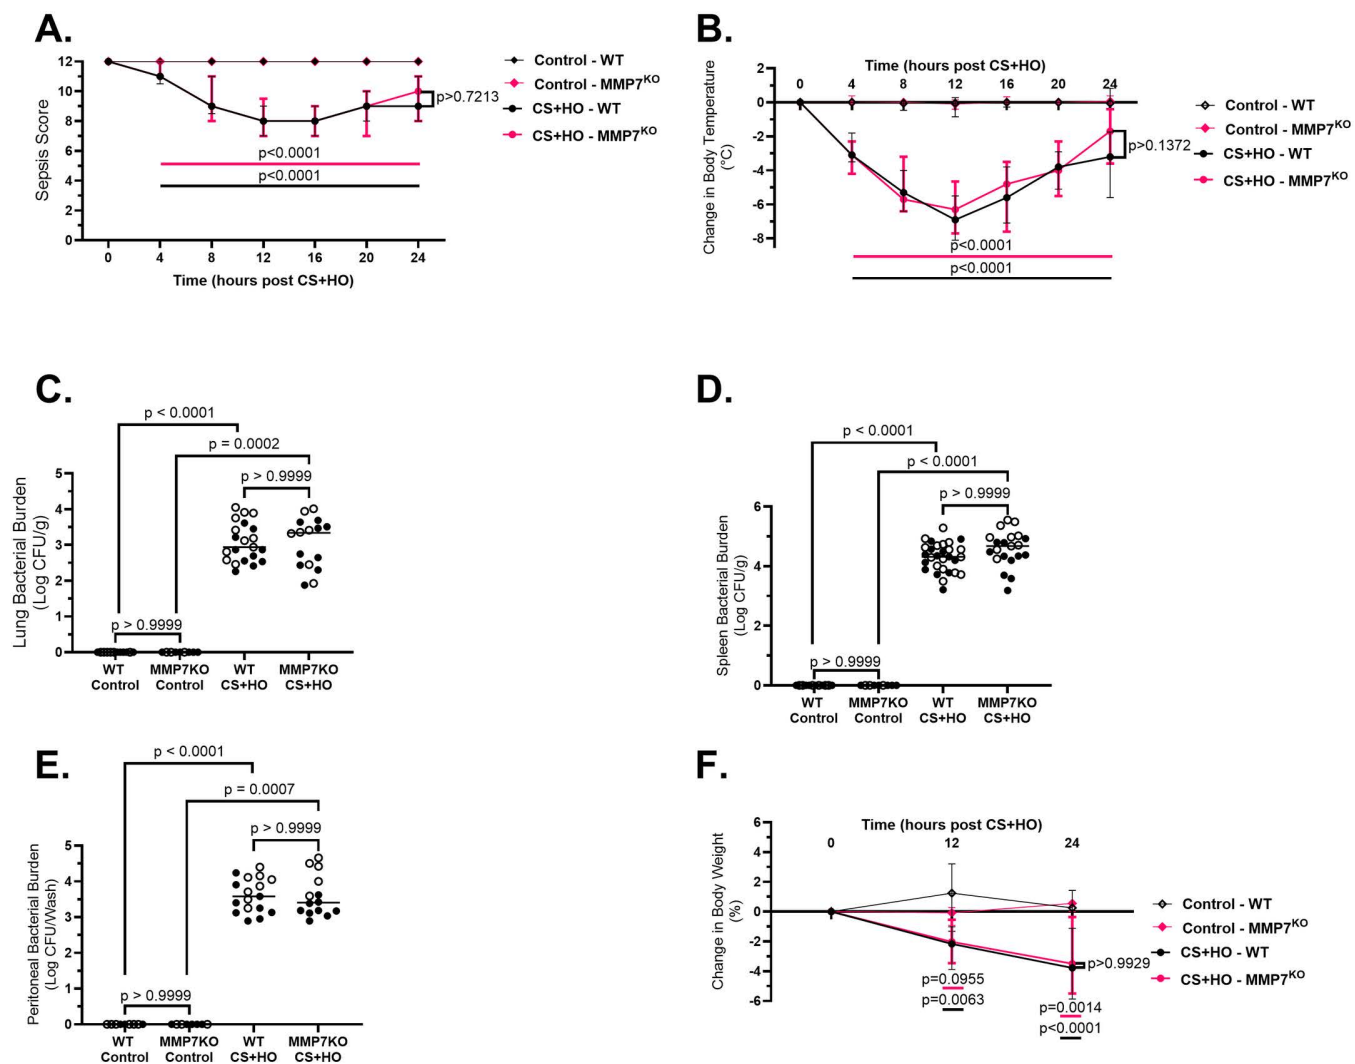 A.
Sepsis Score
12
10
8
6
4
2
0
p<0.0001
p<0.0001
p>0.7213
0 4 8 12 16 20 24
Time (hours post CS+HO)
Control - WT
Control - MMP7KO
CS+HO - WT
CS+HO - MMP7KO
B.
Time (hours post CS+HO)
0 4 8 12 16 20 24
Change in Body Temperature
(°C)
2
0
-2
-4
-6
-8
p>0.1372
p<0.0001
p<0.0001
Control - WT
Control - MMP7KO
CS+HO - WT
CS+HO - MMP7KO
C.
p < 0.0001
p = 0.0002
p > 0.9999
p > 0.9999
Lung Bacterial Burden
(Log CFU/g)
5
4
3
2
1
0
WT MMP7KO WT MMP7KO
Control Control CS+HO CS+HO
D.
p < 0.0001
p < 0.0001
p > 0.9999
p > 0.9999
Spleen Bacterial Burden
(Log CFU/g)
6
4
2
0
WT MMP7KO WT MMP7KO
Control Control CS+HO CS+HO
E.
p < 0.0001
p = 0.0007
p > 0.9999
p > 0.9999
Peritoneal Bacterial Burden
(Log CFU/Wash)
5
4
3
2
1
0
WT MMP7KO WT MMP7KO
Control Control CS+HO CS+HO
F.
Time (hours post CS+HO)
0 12 24
Change in Body Weight
(%)
6
4
2
0
-2
-4
-6
p>0.9929
p=0.0955
p=0.0063
p=0.0014
p<0.0001
Control - WT
Control - MMP7KO
CS+HO - WT
CS+HO - MMP7KO